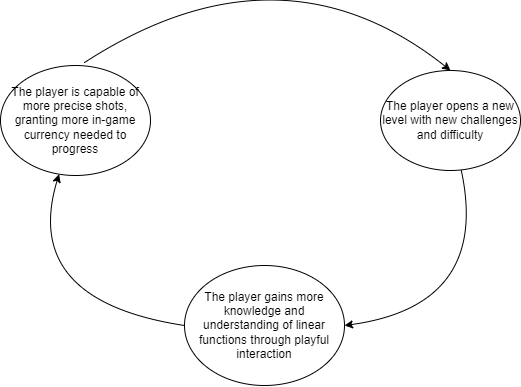 The player is capable of
more precise shots,
granting more in-game
currency needed to
progress
The player opens a new
level with new challenges
and difficulty
The player gains more
knowledge and
understanding of linear
functions through playful
interaction